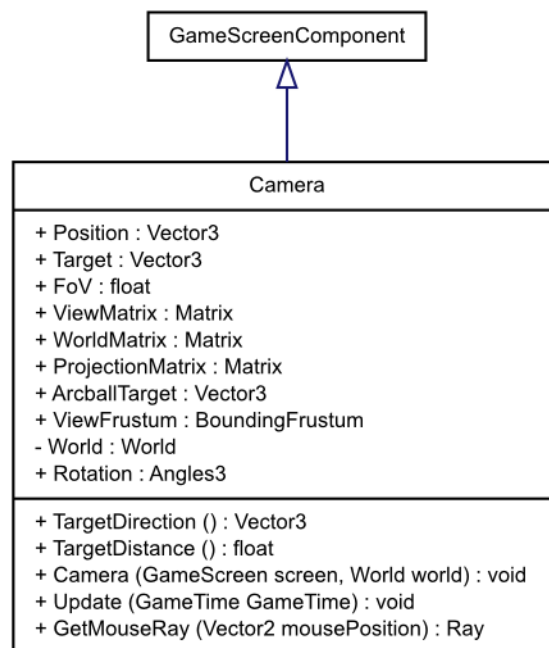 GameScreenComponent
Camera
+ Position : Vector3
+ Target : Vector3
+ FoV : float
+ ViewMatrix : Matrix
+ WorldMatrix : Matrix
+ ProjectionMatrix : Matrix
+ ArcballTarget : Vector3
+ ViewFrustum : BoundingFrustum
- World : World
+ Rotation : Angles3
+ TargetDirection () : Vector3
+ TargetDistance () : float
+ Camera (GameScreen screen, World world) : void
+ Update (GameTime GameTime) : void
+ GetMouseRay (Vector2 mousePosition) : Ray